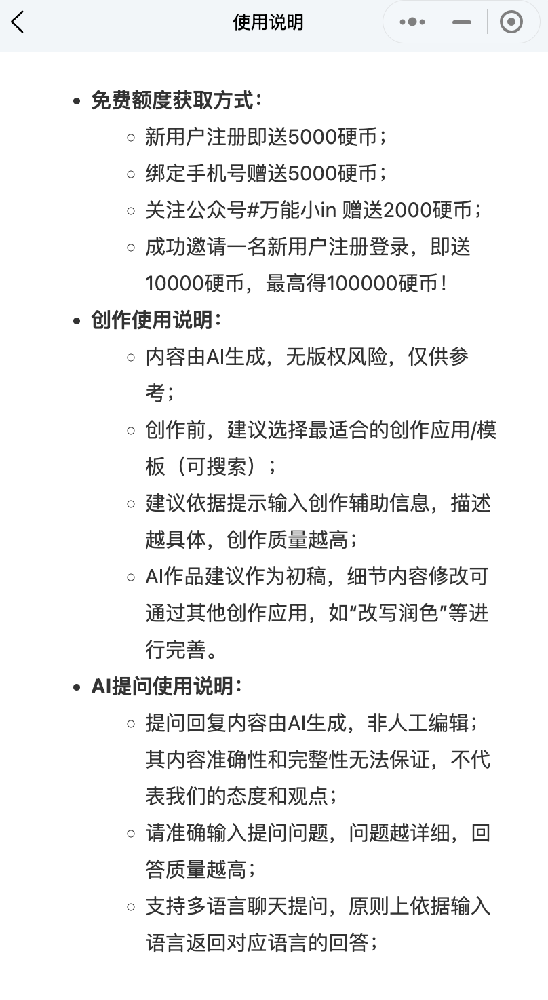 使用说明
免费额度获取方式：
新用户注册即送5000硬币；
绑定手机号赠送5000硬币；
关注公众号#万能小in 赠送2000硬币；
成功邀请一名新用户注册登录，即送
10000硬币，最高得100000硬币！
创作使用说明：
内容由AI生成，无版权风险，仅供参
考；
创作前，建议选择最适合的创作应用/模
板（可搜索）；
建议依据提示输入创作辅助信息，描述
越具体，创作质量越高；
AI作品建议作为初稿，细节内容修改可
通过其他创作应用，如“改写润色”等进
行完善。
AI提问使用说明：
提问回复内容由AI生成，非人工编辑；
其内容准确性和完整性无法保证，不代
表我们的态度和观点；
请准确输入提问问题，问题越详细，回
答质量越高；
支持多语言聊天提问，原则上依据输入
语言返回对应语言的回答；